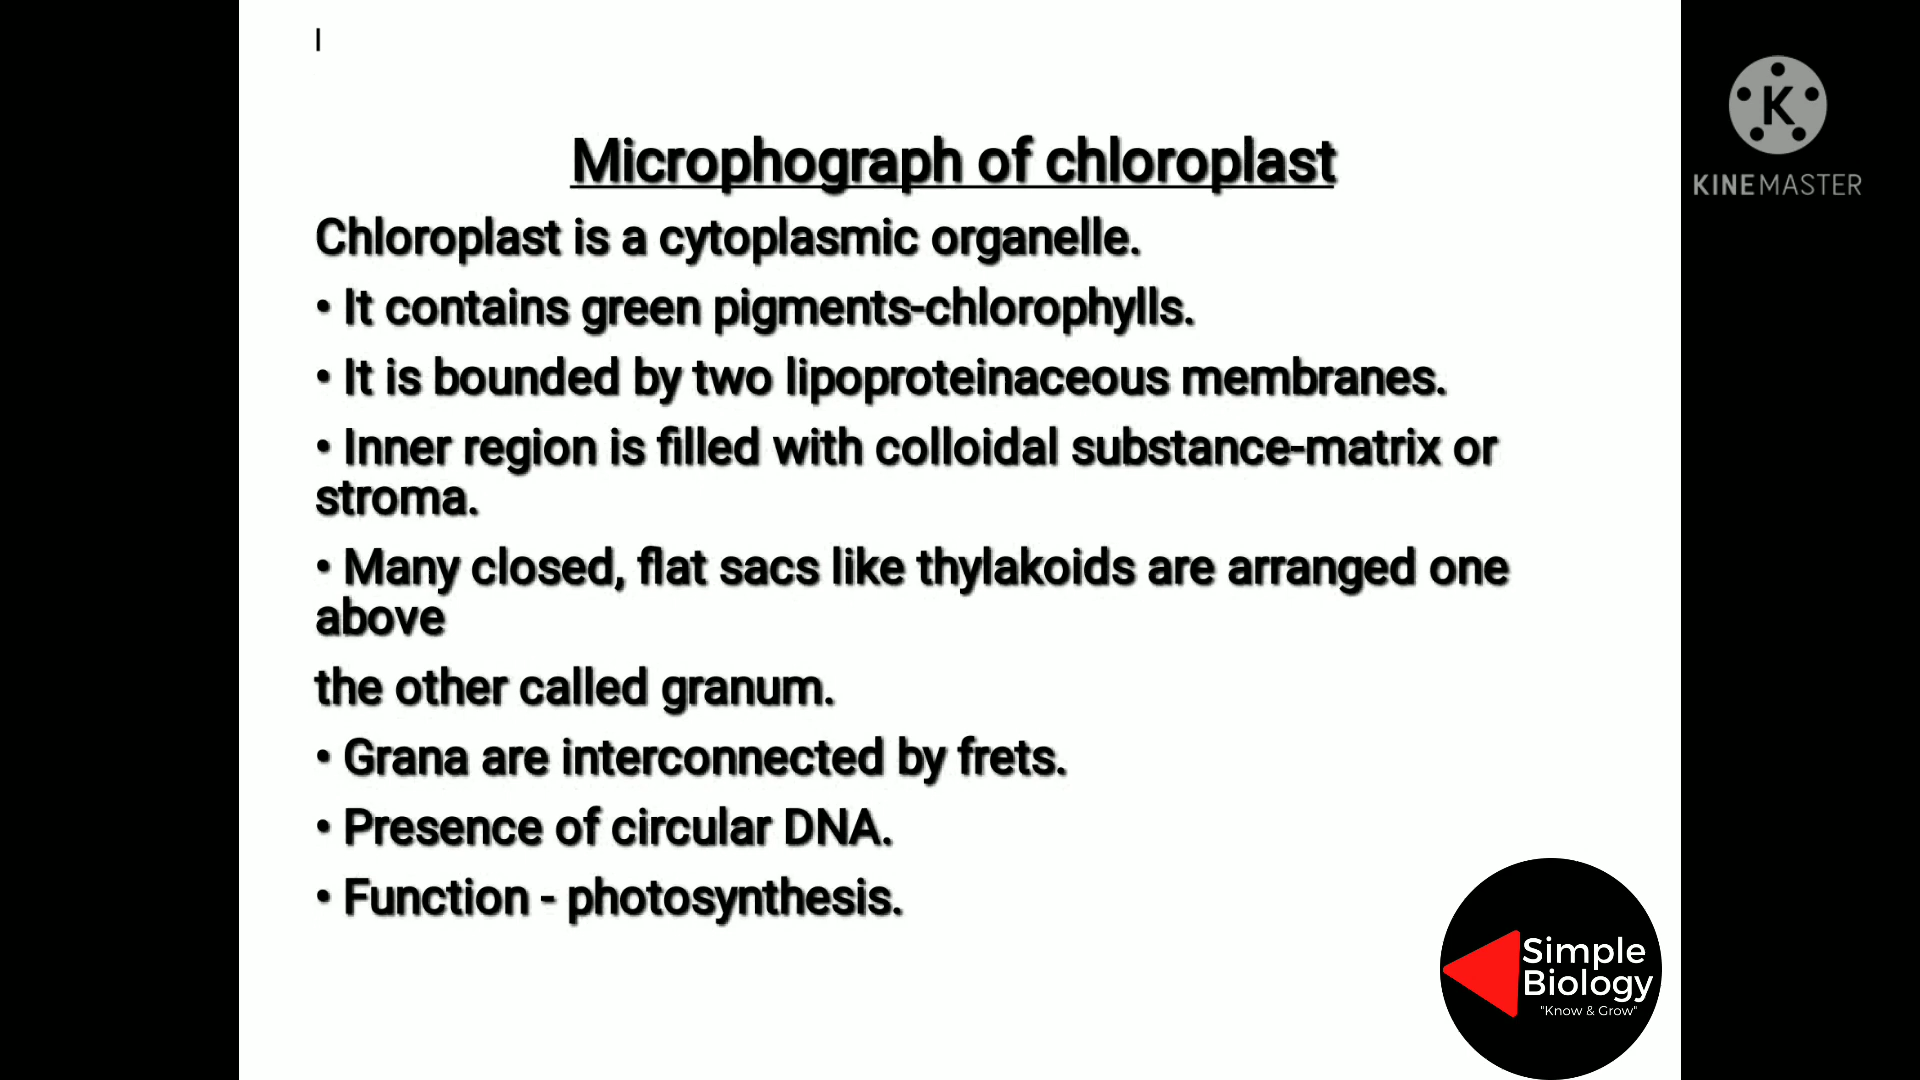 |
Microphograph of chloroplast
Chloroplast is a cytoplasmic organelle.
• It contains green pigments-chlorophylls.
• It is bounded by two lipoproteinaceous membranes.
• Inner region is filled with colloidal substance-matrix or
stroma.
• Many closed, flat sacs like thylakoids are arranged one
above
the other called granum.
• Grana are interconnected by frets.
• Presence of circular DNA.
• Function - photosynthesis.
K
KINEMASTER
Simple
Biology
"Know & Grow"